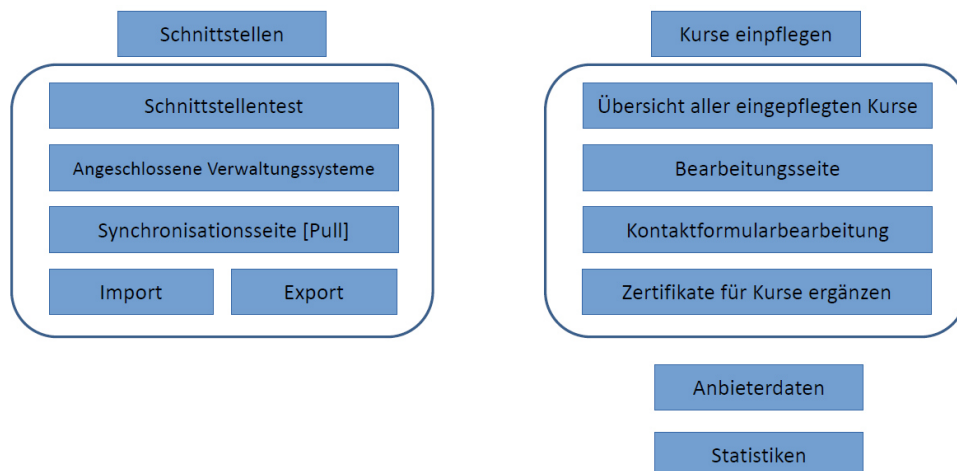 Schnittstellen
Schnittstellentest
Angeschlossene Verwaltungssysteme
Synchronisationsseite [Pull]
Import
Export
Kurse einpflegen
Übersicht aller eingepflegten Kurse
Bearbeitungsseite
Kontaktformularbearbeitung
Zertifikate für Kurse ergänzen
Anbieterdaten
Statistiken